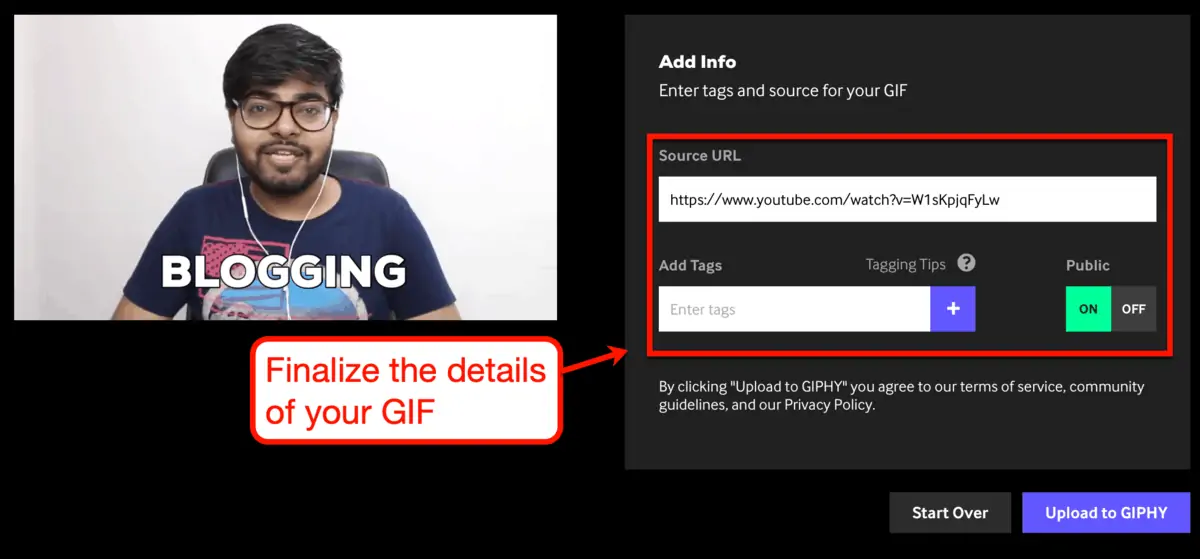 BLOGGING
Add Info
Enter tags and source for your GIF
Source URL
https://www.youtube.com/watch?v=W1sKpjqFyLw
Add Tags
Tagging Tips ?
Public
Enter tags
+
ON OFF
Finalize the details
of your GIF
By clicking "Upload to GIPHY" you agree to our terms of service, community
guidelines, and our Privacy Policy.
Start Over
Upload to GIPHY